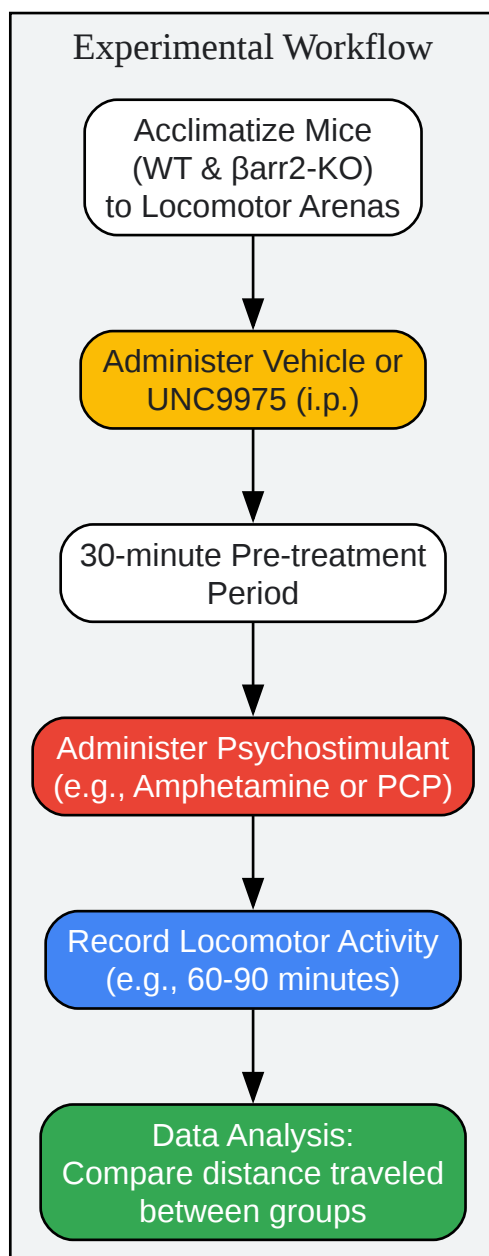 Experimental Workflow
Acclimatize Mice
(WT & βarr2-KO)
to Locomotor Arenas
Administer Vehicle or
UNC9975 (i.p.)
30-minute Pre-treatment
Period
Administer Psychostimulant
(e.g., Amphetamine or PCP)
Record Locomotor Activity
(e.g., 60-90 minutes)
Data Analysis:
Compare distance traveled
between groups